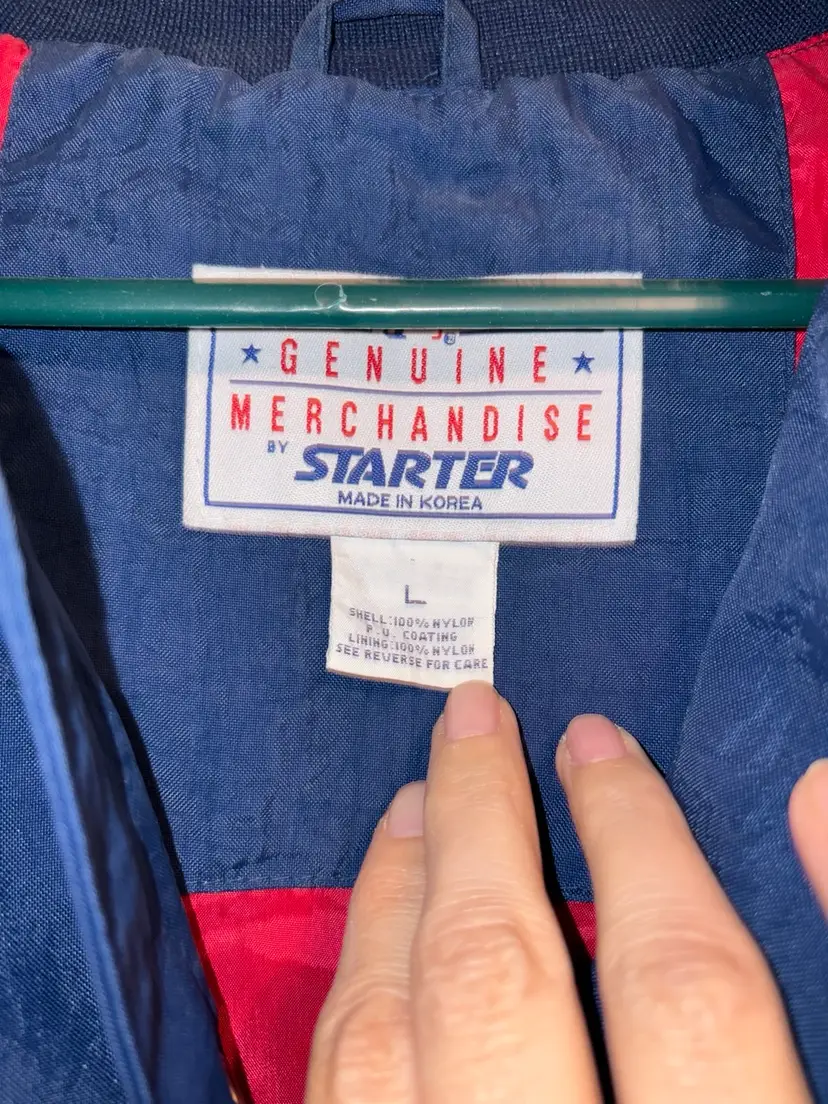 GENUINE
MERCHANDISE
BY STARTER
MADE IN KOREA
L
SHELL:100% NYLON
P.U. COATING
LINING:100% NYLON
SEE REVERSE FOR CARE